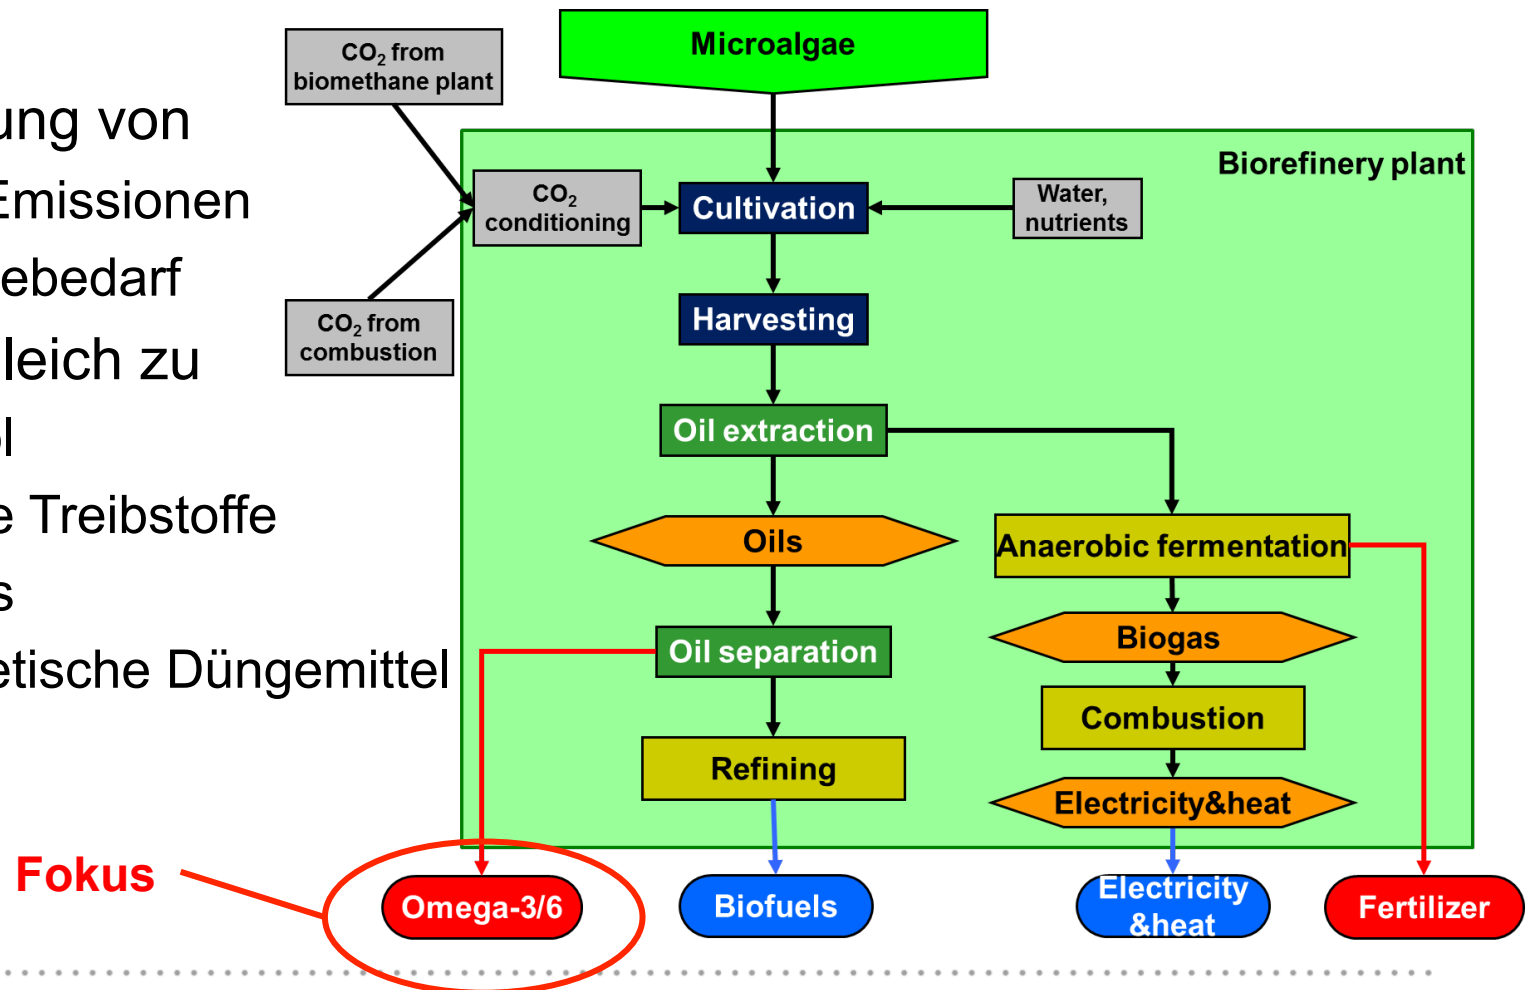 ung von
Emissionen
ebedarf
leich zu
l
e Treibstoffe
s
etische Düngemittel
Fokus
CO₂ from
biomethane plant
Microalgae
Biorefinery plant
CO₂
conditioning
Cultivation
Water,
nutrients
CO₂ from
combustion
Harvesting
Oil extraction
Oils
Anaerobic fermentation
Biogas
Oil separation
Combustion
Refining
Electricity&heat
Omega-3/6
Biofuels
Electricity
&heat
Fertilizer